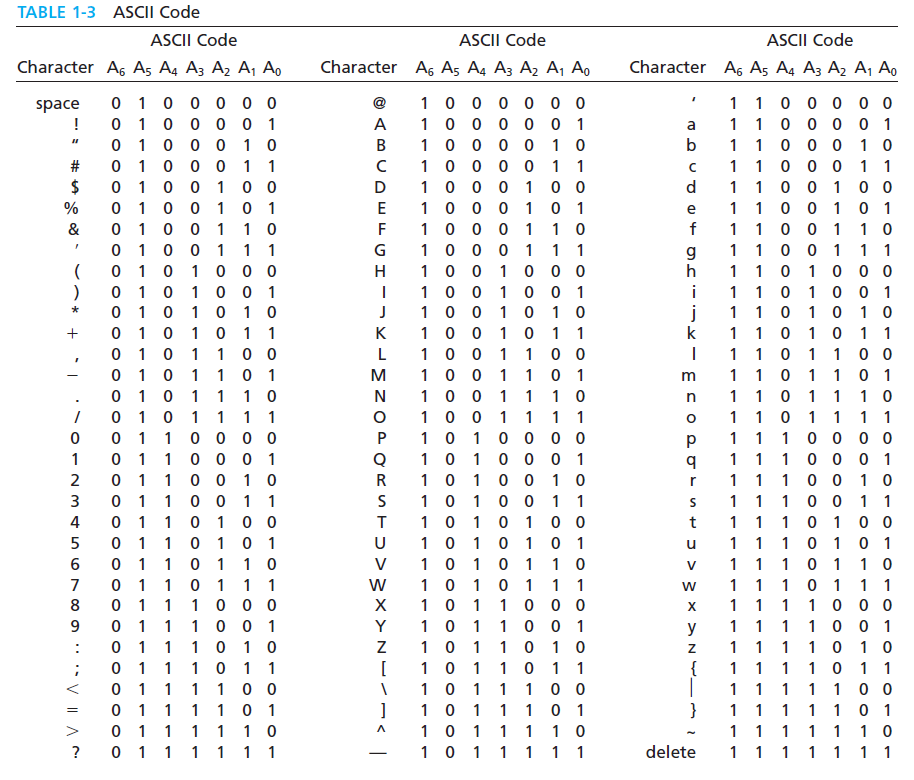 TABLE 1-3 ASCII Code
ASCII Code ASCII Code ASCII Code
Character A6 A5 A4 A3 A2 A1 A0 Character A6 A5 A4 A3 A2 A1 A0 Character A6 A5 A4 A3 A2 A1 A0
space 0 1 0 0 0 0 0 @ 1 0 0 0 0 0 0 ‘ 1 1 0 0 0 0 0
! 0 1 0 0 0 0 1 A 1 0 0 0 0 0 1 a 1 1 0 0 0 0 1
“ 0 1 0 0 0 1 0 B 1 0 0 0 0 1 0 b 1 1 0 0 0 1 0
# 0 1 0 0 0 1 1 C 1 0 0 0 0 1 1 c 1 1 0 0 0 1 1
$ 0 1 0 0 1 0 0 D 1 0 0 0 1 0 0 d 1 1 0 0 1 0 0
% 0 1 0 0 1 0 1 E 1 0 0 0 1 0 1 e 1 1 0 0 1 0 1
& 0 1 0 0 1 1 0 F 1 0 0 0 1 1 0 f 1 1 0 0 1 1 0
′ 0 1 0 0 1 1 1 G 1 0 0 0 1 1 1 g 1 1 0 0 1 1 1
( 0 1 0 1 0 0 0 H 1 0 0 1 0 0 0 h 1 1 0 1 0 0 0
) 0 1 0 1 0 0 1 I 1 0 0 1 0 0 1 i 1 1 0 1 0 0 1
* 0 1 0 1 0 1 0 J 1 0 0 1 0 1 0 j 1 1 0 1 0 1 0
+ 0 1 0 1 0 1 1 K 1 0 0 1 0 1 1 k 1 1 0 1 0 1 1
, 0 1 0 1 1 0 0 L 1 0 0 1 1 0 0 l 1 1 0 1 1 0 0
− 0 1 0 1 1 0 1 M 1 0 0 1 1 0 1 m 1 1 0 1 1 0 1
. 0 1 0 1 1 1 0 N 1 0 0 1 1 1 0 n 1 1 0 1 1 1 0
/ 0 1 0 1 1 1 1 O 1 0 0 1 1 1 1 o 1 1 0 1 1 1 1
0 0 1 1 0 0 0 0 P 1 0 1 0 0 0 0 p 1 1 1 0 0 0 0
1 0 1 1 0 0 0 1 Q 1 0 1 0 0 0 1 q 1 1 1 0 0 0 1
2 0 1 1 0 0 1 0 R 1 0 1 0 0 1 0 r 1 1 1 0 0 1 0
3 0 1 1 0 0 1 1 S 1 0 1 0 0 1 1 s 1 1 1 0 0 1 1
4 0 1 1 0 1 0 0 T 1 0 1 0 1 0 0 t 1 1 1 0 1 0 0
5 0 1 1 0 1 0 1 U 1 0 1 0 1 0 1 u 1 1 1 0 1 0 1
6 0 1 1 0 1 1 0 V 1 0 1 0 1 1 0 v 1 1 1 0 1 1 0
7 0 1 1 0 1 1 1 W 1 0 1 0 1 1 1 w 1 1 1 0 1 1 1
8 0 1 1 1 0 0 0 X 1 0 1 1 0 0 0 x 1 1 1 1 0 0 0
9 0 1 1 1 0 0 1 Y 1 0 1 1 0 0 1 y 1 1 1 1 0 0 1
: 0 1 1 1 0 1 0 Z 1 0 1 1 0 1 0 z 1 1 1 1 0 1 0
; 0 1 1 1 0 1 1 [ 1 0 1 1 0 1 1 { 1 1 1 1 0 1 1
< 0 1 1 1 1 0 0 \ 1 0 1 1 1 0 0 | 1 1 1 1 1 0 0
= 0 1 1 1 1 0 1 ] 1 0 1 1 1 0 1 } 1 1 1 1 1 0 1
> 0 1 1 1 1 1 0 ^ 1 0 1 1 1 1 0 ~ 1 1 1 1 1 1 0
? 0 1 1 1 1 1 1 — 1 0 1 1 1 1 1 delete 1 1 1 1 1 1 1